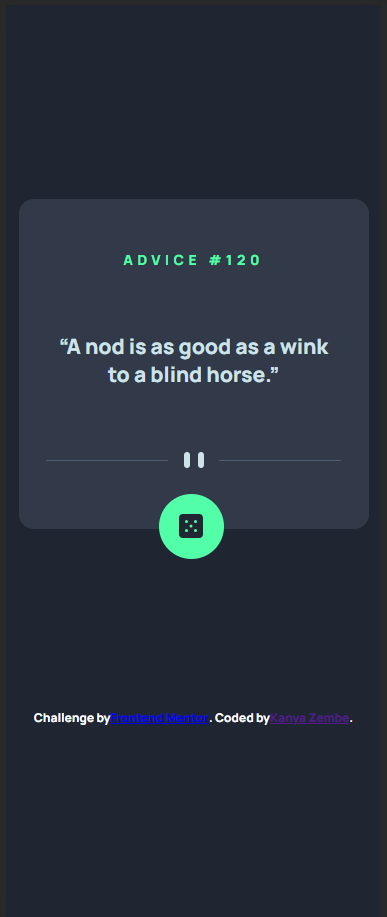 ADVICE #120
“A nod is as good as a wink
to a blind horse.”
Challenge by Frontend Mentor. Coded by Kanya Zembe.